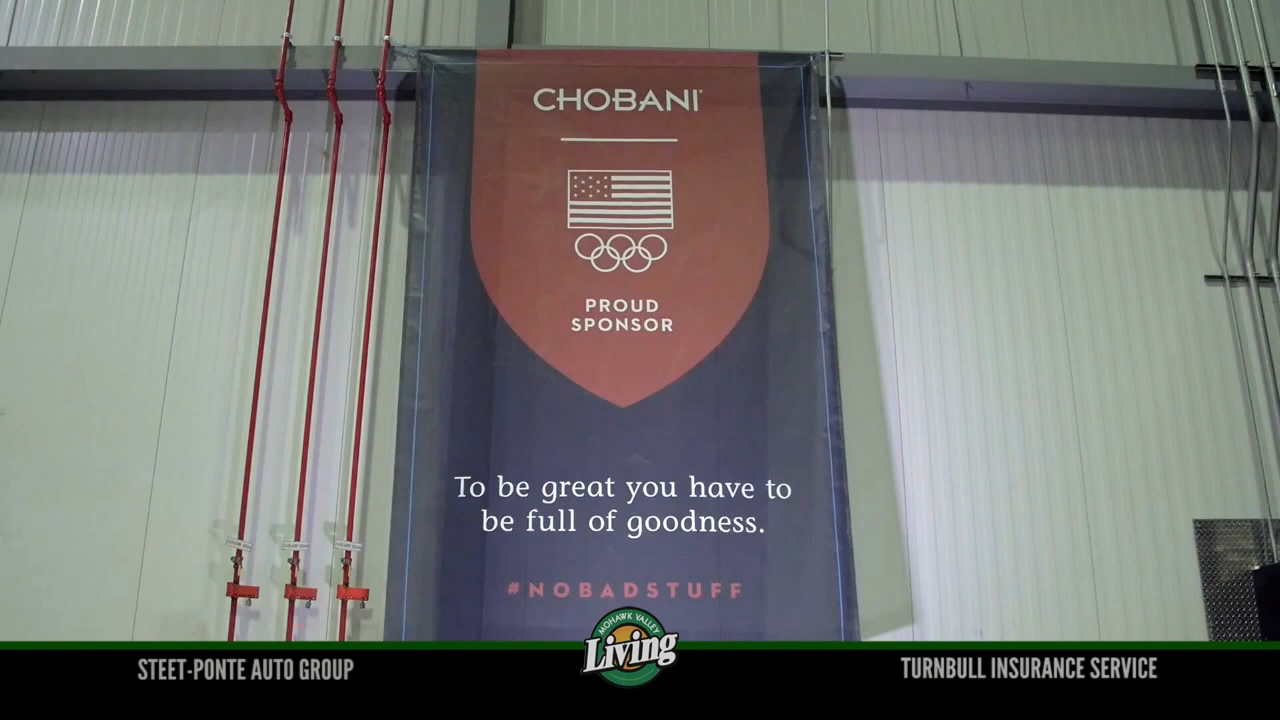 CHOBANI
PROUD
SPONSOR
To be great you have to
be full of goodness.
#NOBADSTUFF
MOHAWK VALLEY
Living
STEET-PONTE AUTO GROUP
TURNBULL INSURANCE SERVICE